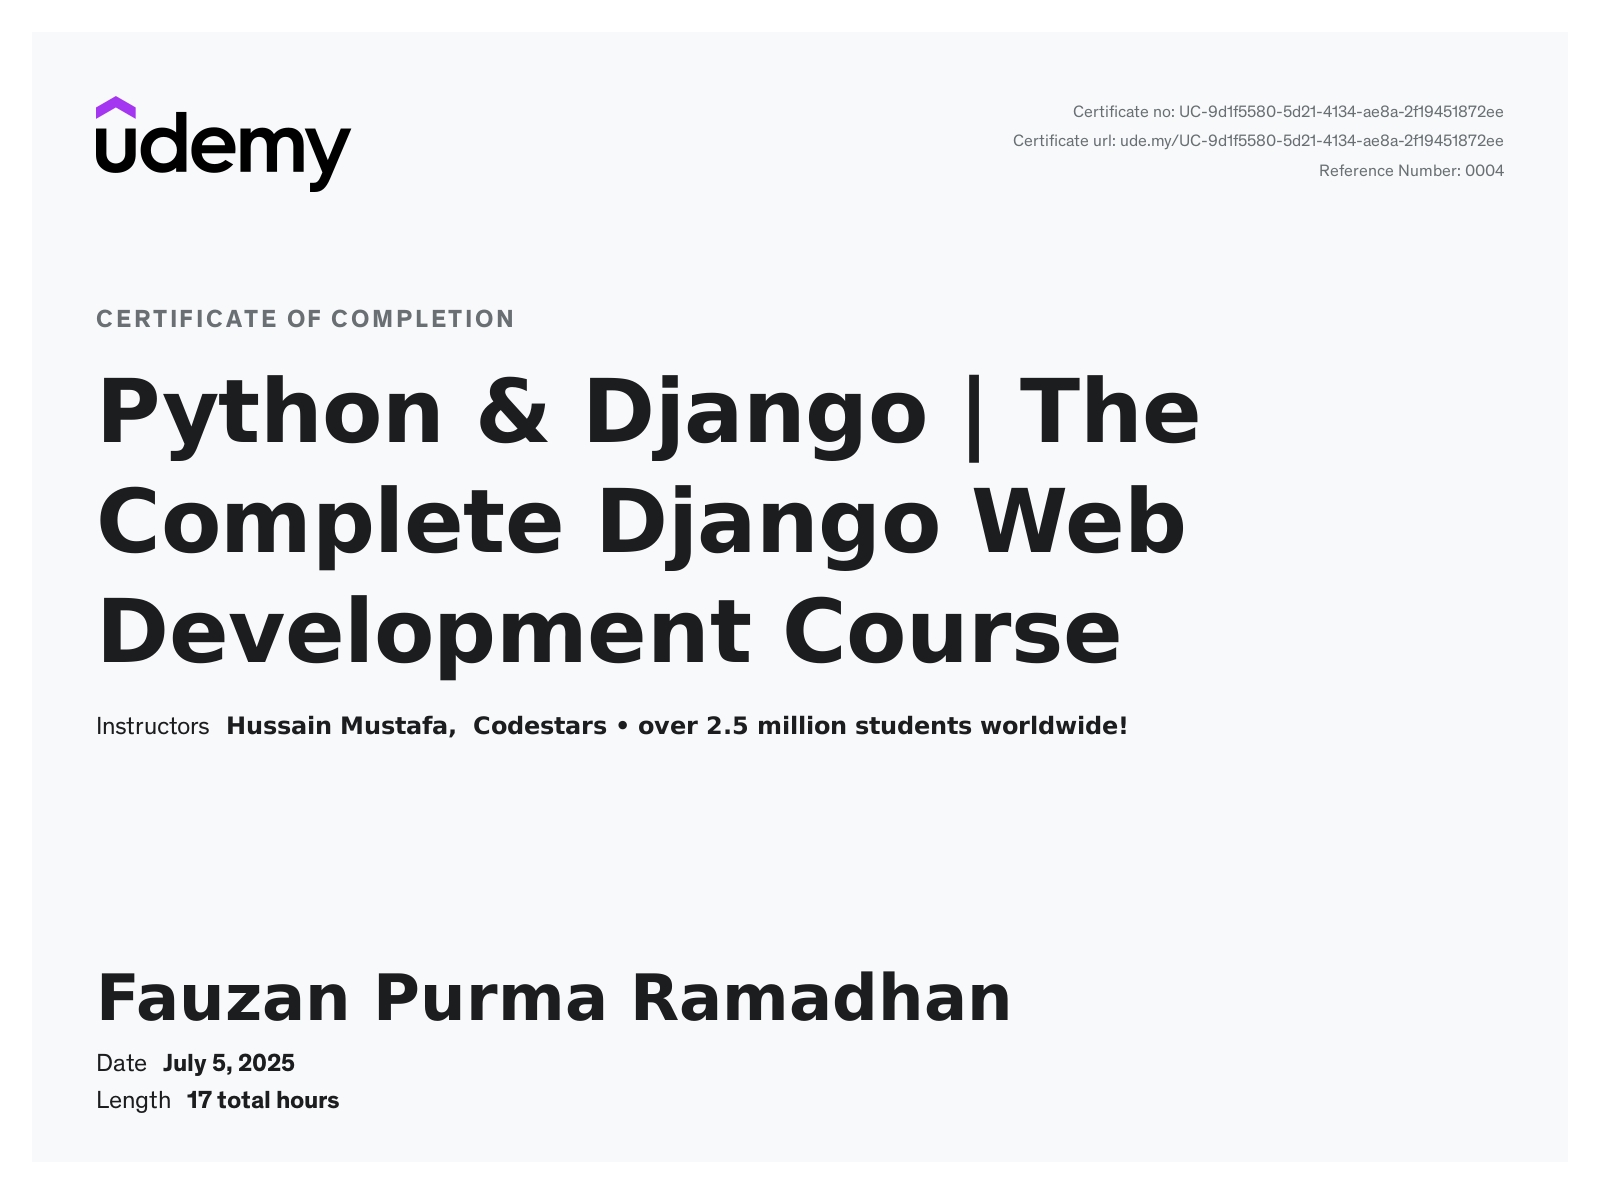 udemy
Certificate no: UC-9d1f5580-5d21-4134-ae8a-2f19451872ee
Certificate url: ude.my/UC-9d1f5580-5d21-4134-ae8a-2f19451872ee
Reference Number: 0004
CERTIFICATE OF COMPLETION
Python & Django | The
Complete Django Web
Development Course
Instructors Hussain Mustafa, Codestars • over 2.5 million students worldwide!
Fauzan Purma Ramadhan
Date July 5, 2025
Length 17 total hours